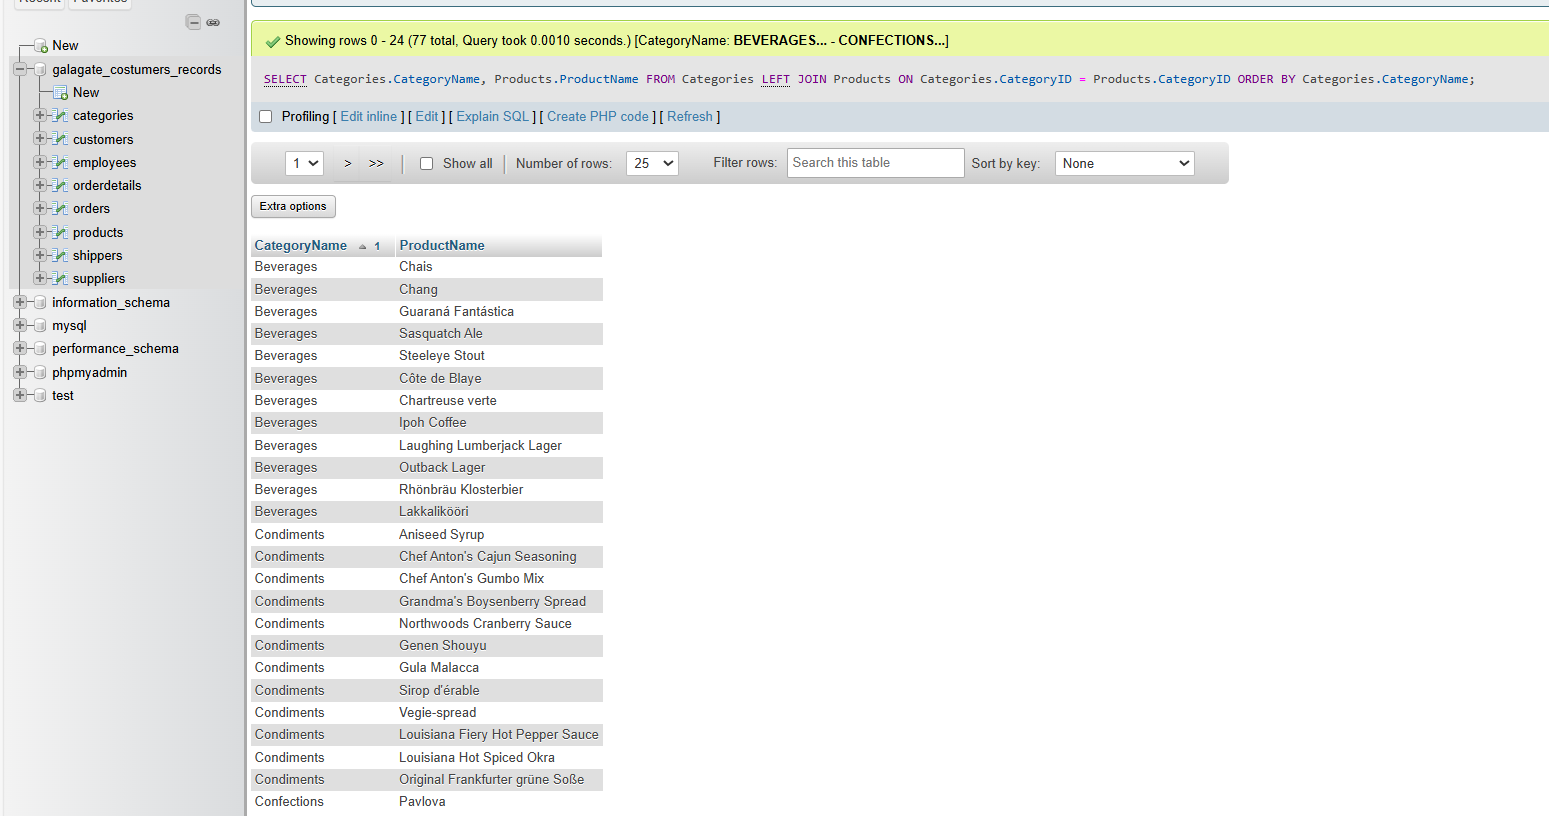 Recent Favorites
New
galagate_costumers_records
New
categories
customers
employees
orderdetails
orders
products
shippers
suppliers
information_schema
mysql
performance_schema
phpmyadmin
test
Showing rows 0 - 24 (77 total, Query took 0.0010 seconds.) [CategoryName: BEVERAGES... - CONFECTIONS...]
SELECT Categories.CategoryName, Products.ProductName FROM Categories LEFT JOIN Products ON Categories.CategoryID = Products.CategoryID ORDER BY Categories.CategoryName;
Profiling [ Edit inline ] [ Edit ] [ Explain SQL ] [ Create PHP code ] [ Refresh ]
1 > >> Show all Number of rows: 25 Filter rows: Search this table Sort by key: None
Extra options
CategoryName 1 ProductName
Beverages Chais
Beverages Chang
Beverages Guaraná Fantástica
Beverages Sasquatch Ale
Beverages Steeleye Stout
Beverages Côte de Blaye
Beverages Chartreuse verte
Beverages Ipoh Coffee
Beverages Laughing Lumberjack Lager
Beverages Outback Lager
Beverages Rhönbräu Klosterbier
Beverages Lakkalikööri
Condiments Aniseed Syrup
Condiments Chef Anton's Cajun Seasoning
Condiments Chef Anton's Gumbo Mix
Condiments Grandma's Boysenberry Spread
Condiments Northwoods Cranberry Sauce
Condiments Genen Shouyu
Condiments Gula Malacca
Condiments Sirop d'érable
Condiments Vegie-spread
Condiments Louisiana Fiery Hot Pepper Sauce
Condiments Louisiana Hot Spiced Okra
Condiments Original Frankfurter grüne Soße
Confections Pavlova